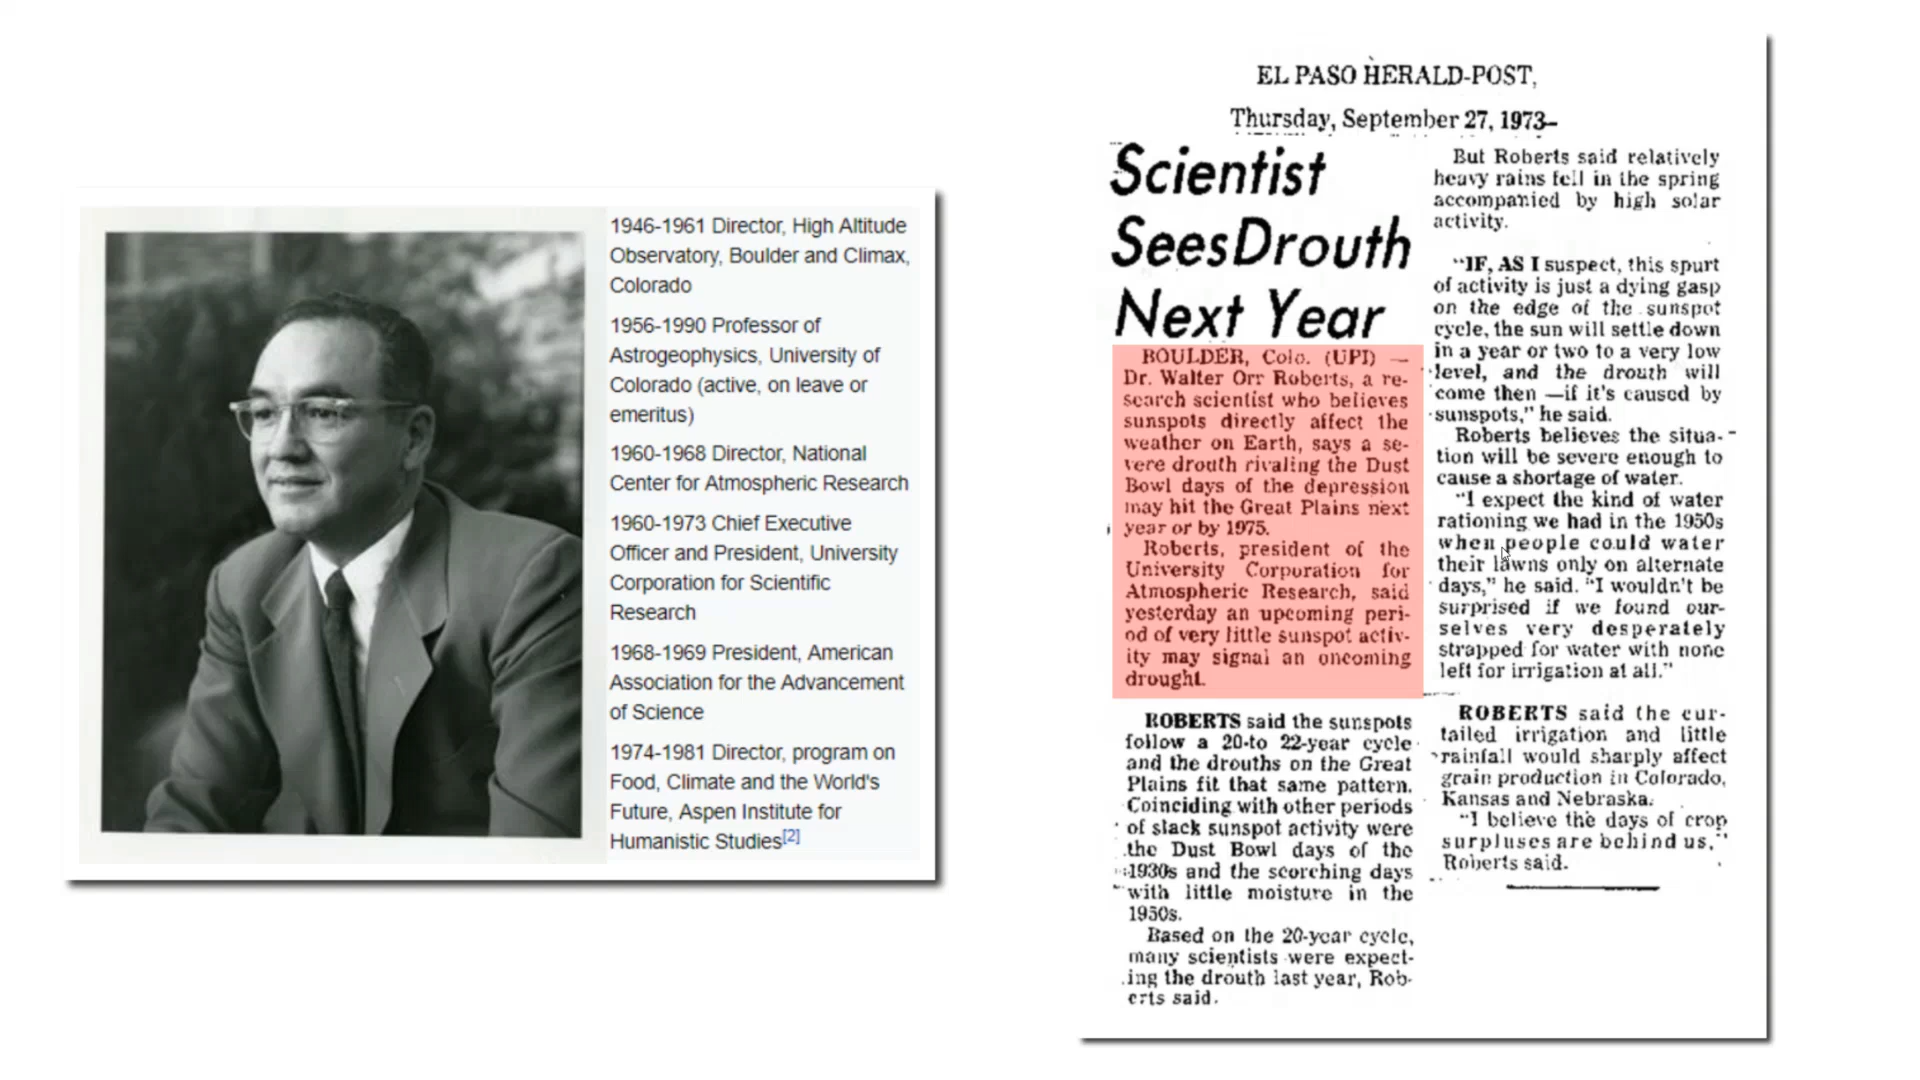 1946-1961 Director, High Altitude
Observatory, Boulder and Climax,
Colorado
1956-1990 Professor of
Astrogeophysics, University of
Colorado (active, on leave or
emeritus)
1960-1968 Director, National
Center for Atmospheric Research
1960-1973 Chief Executive
Officer and President, University
Corporation for Scientific
Research
1968-1969 President, American
Association for the Advancement
of Science
1974-1981 Director, program on
Food, Climate and the World's
Future, Aspen Institute for
Humanistic Studies[2]
EL PASO HERALD-POST,
Thursday, September 27, 1973-
Scientist
Sees Drouth
Next Year
BOULDER, Colo. (UPI) —
Dr. Walter Orr Roberts, a re-
search scientist who believes
sunspots directly affect the
weather on Earth, says a se-
vere drouth rivaling the Dust
Bowl days of the depression
may hit the Great Plains next
year or by 1975.
Roberts, president of the
University Corporation for
Atmospheric Research, said
yesterday an upcoming peri-
od of very little sunspot activ-
ity may signal an oncoming
drought.
ROBERTS said the sunspots
follow a 20-to 22-year cycle
and the drouths on the Great
Plains fit that same pattern.
Coinciding with other periods
of slack sunspot activity were
the Dust Bowl days of the
1930s and the scorching days
with little moisture in the
1950s.
Based on the 20-year cycle,
many scientists were expect-
ing the drouth last year, Rob-
erts said.
But Roberts said relatively
heavy rains fell in the spring
accompanied by high solar
activity.
"IF, AS I suspect, this spurt
of activity is just a dying gasp
on the edge of the sunspot
cycle, the sun will settle down
in a year or two to a very low
level, and the drouth will
come then —if it's caused by
sunspots," he said.
Roberts believes the situa-
tion will be severe enough to
cause a shortage of water.
"I expect the kind of water
rationing we had in the 1950s
when people could water
their lawns only on alternate
days," he said. "I wouldn't be
surprised if we found our-
selves very desperately
strapped for water with none
left for irrigation at all."
ROBERTS said the cur-
tailed irrigation and little
rainfall would sharply affect
grain production in Colorado,
Kansas and Nebraska.
"I believe the days of crop
surpluses are behind us,"
Roberts said.